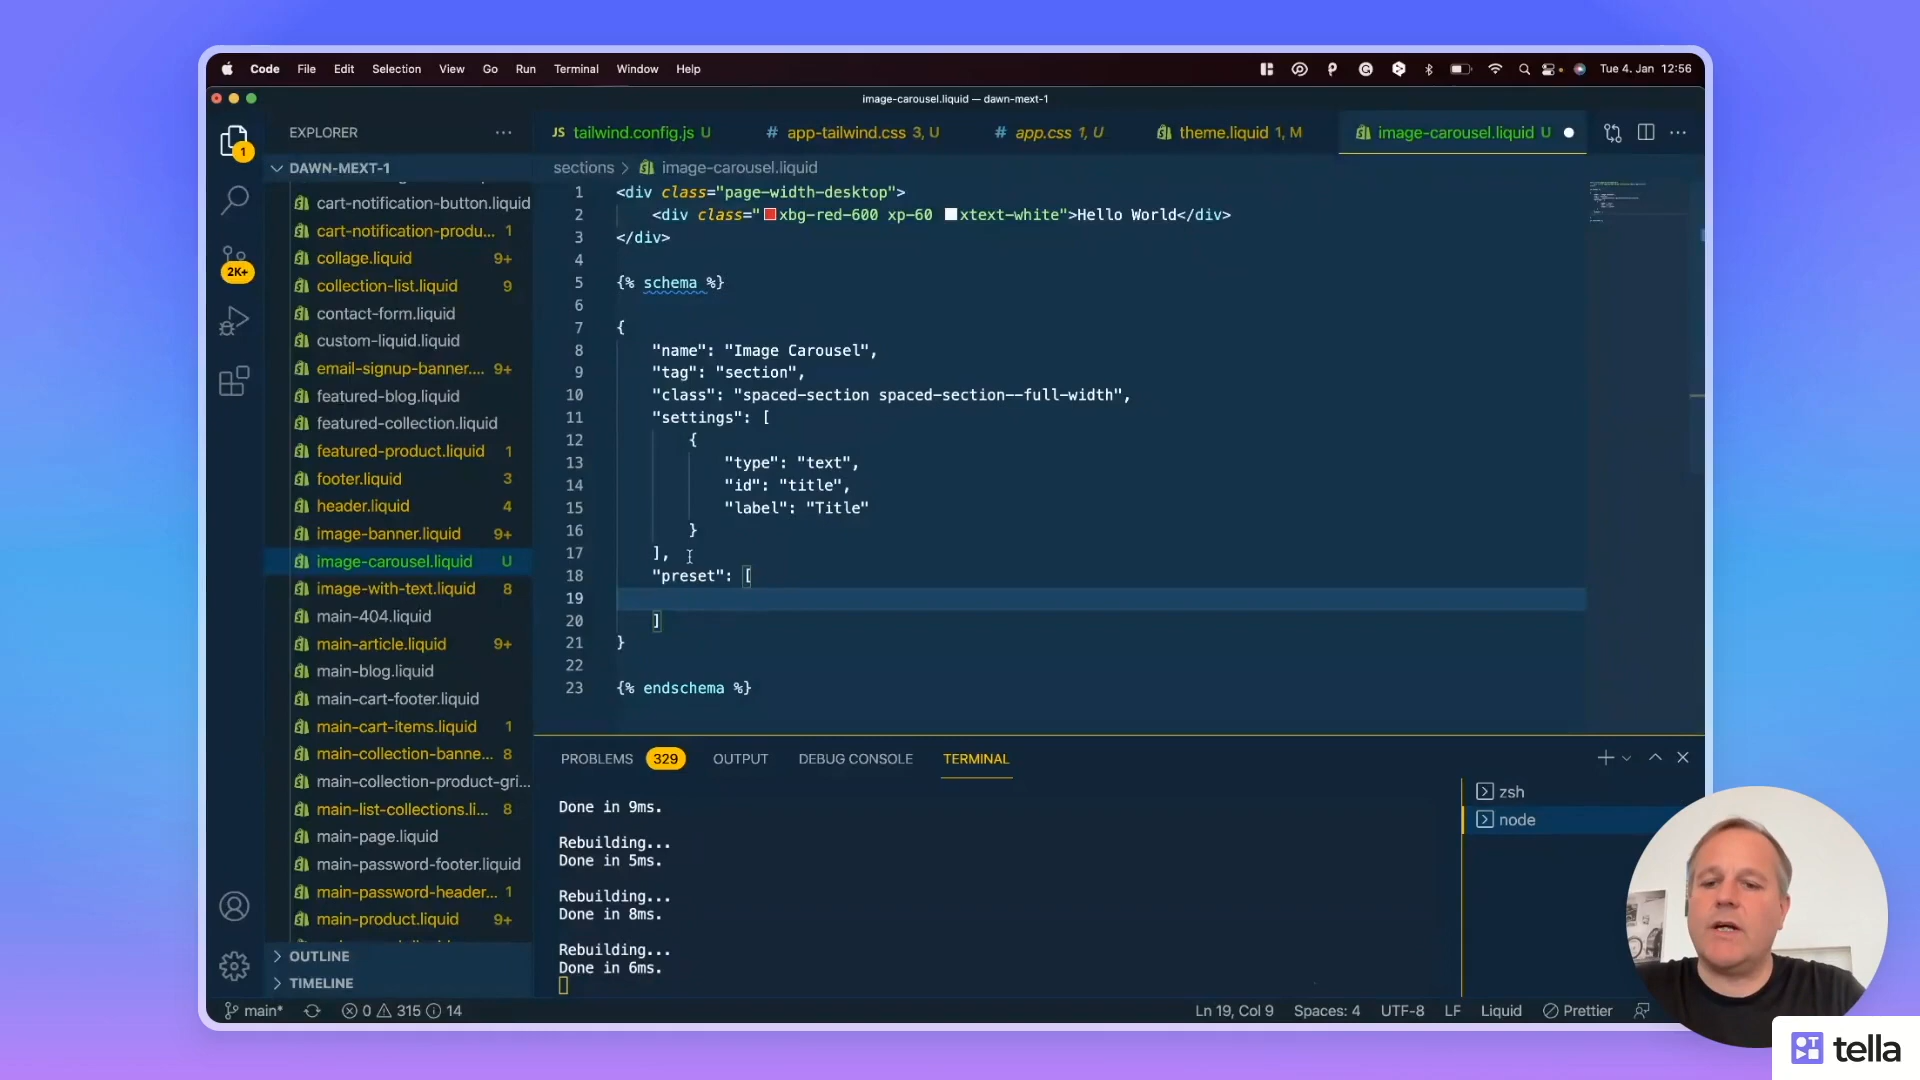 Code File Edit Selection View Go Run Terminal Window Help
Tue 4. Jan 12:56
image-carousel.liquid — dawn-mext-1
EXPLORER
JS tailwind.config.js U
# app-tailwind.css 3, U
# app.css 1, U
theme.liquid 1, M
image-carousel.liquid U
1
2K+
DAWN-MEXT-1
cart-notification-button.liquid
cart-notification-produ... 1
collage.liquid 9+
collection-list.liquid 9
contact-form.liquid
custom-liquid.liquid
email-signup-banner.... 9+
featured-blog.liquid
featured-collection.liquid
featured-product.liquid 1
footer.liquid 3
header.liquid 4
image-banner.liquid 9+
image-carousel.liquid U
image-with-text.liquid 8
main-404.liquid
main-article.liquid 9+
main-blog.liquid
main-cart-footer.liquid
main-cart-items.liquid 1
main-collection-banne... 8
main-collection-product-gri...
main-list-collections.li... 8
main-page.liquid
main-password-footer.liquid
main-password-header... 1
main-product.liquid 9+
OUTLINE
TIMELINE
sections > image-carousel.liquid
1 <div class="page-width-desktop">
2 <div class="xbg-red-600 xp-60 xtext-white">Hello World</div>
3 </div>
4
5 {% schema %}
6
7 {
8 "name": "Image Carousel",
9 "tag": "section",
10 "class": "spaced-section spaced-section--full-width",
11 "settings": [
12 {
13 "type": "text",
14 "id": "title",
15 "label": "Title"
16 }
17 ],
18 "preset": [
19
20 ]
21 }
22
23 {% endschema %}
PROBLEMS 329 OUTPUT DEBUG CONSOLE TERMINAL
Done in 9ms.
Rebuilding...
Done in 5ms.
Rebuilding...
Done in 8ms.
Rebuilding...
Done in 6ms.
zsh
node
main* 0 315 14
Ln 19, Col 9 Spaces: 4 UTF-8 LF Liquid Prettier
tella